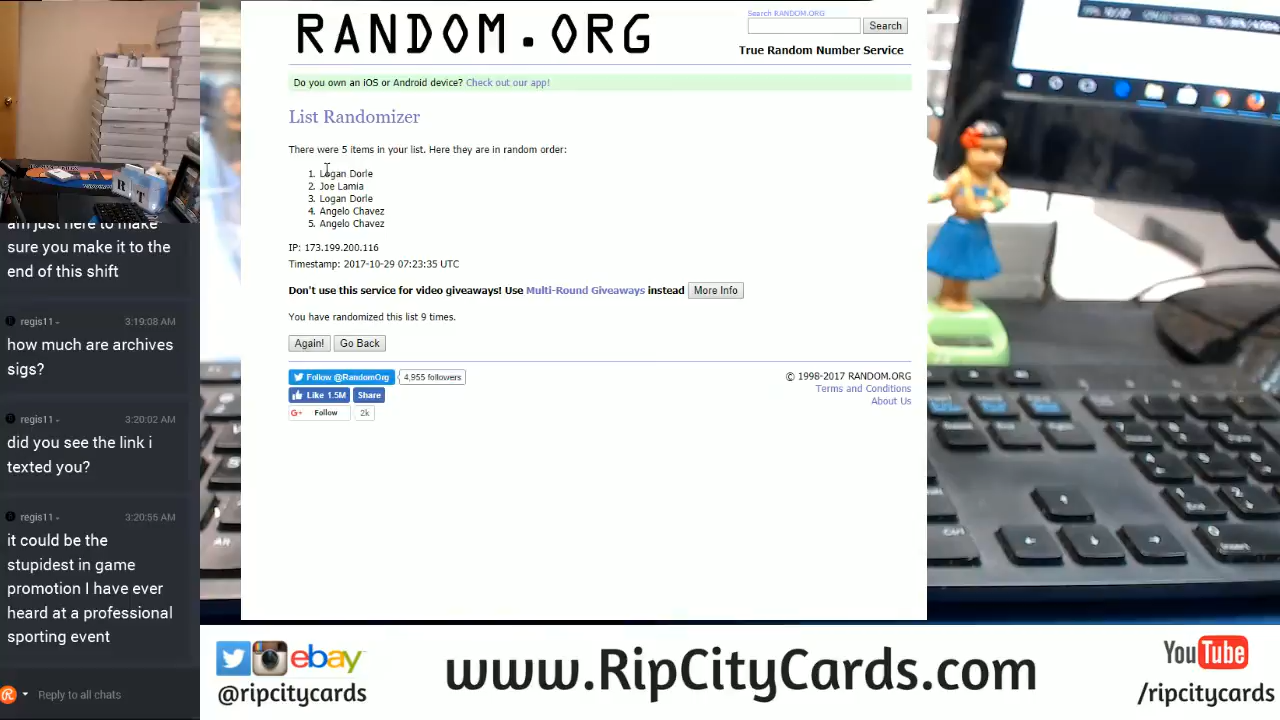 am just here to make
sure you make it to the
end of this shift
regis11
3:19:08 AM
how much are archives
sigs?
regis11
3:20:02 AM
did you see the link i
texted you?
regis11
3:20:55 AM
it could be the
stupidest in game
promotion I have ever
heard at a professional
sporting event
Reply to all chats
RANDOM.ORG
Search RANDOM.ORG
Search
True Random Number Service
Do you own an iOS or Android device? Check out our app!
List Randomizer
There were 5 items in your list. Here they are in random order:
1. Logan Dorle
2. Joe Lamia
3. Logan Dorle
4. Angelo Chavez
5. Angelo Chavez
IP: 173.199.200.116
Timestamp: 2017-10-29 07:23:35 UTC
Don't use this service for video giveaways! Use Multi-Round Giveaways instead More Info
You have randomized this list 9 times.
Again! Go Back
Follow @RandomOrg 4,955 followers
Like 1.5M Share
G+ Follow 2k
© 1998-2017 RANDOM.ORG
Terms and Conditions
About Us
ebay
@ripcitycards
www.RipCityCards.com
YouTube
/ripcitycards